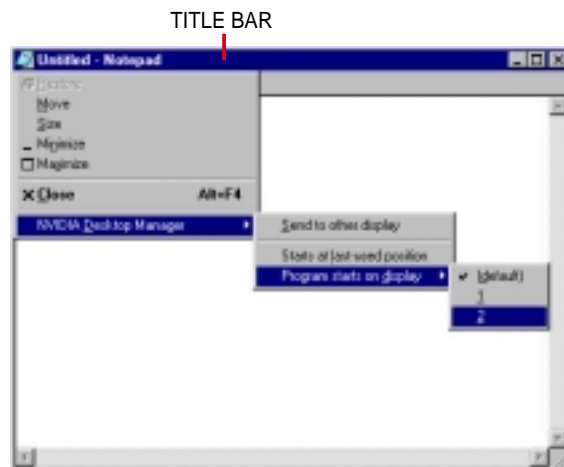 TITLE BAR
Untitled - Notepad
Restore
Move
Size
Minimize
Maximize
Close Alt+F4
NVIDIA Desktop Manager
Send to other display
Starts at last-used position
Program starts on display
(default)
1
2